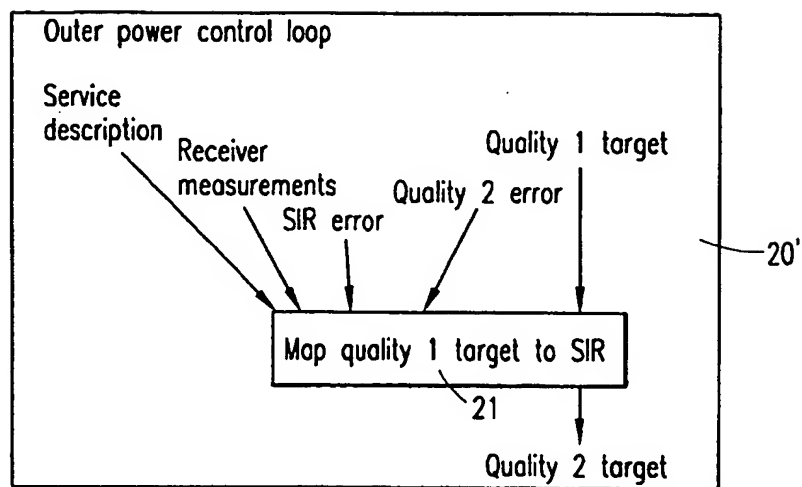 Outer power control loop
Service
description
Receiver
measurements
SIR error
Quality 2 error
Quality 1 target
20'
Map quality 1 target to SIR
21
Quality 2 target